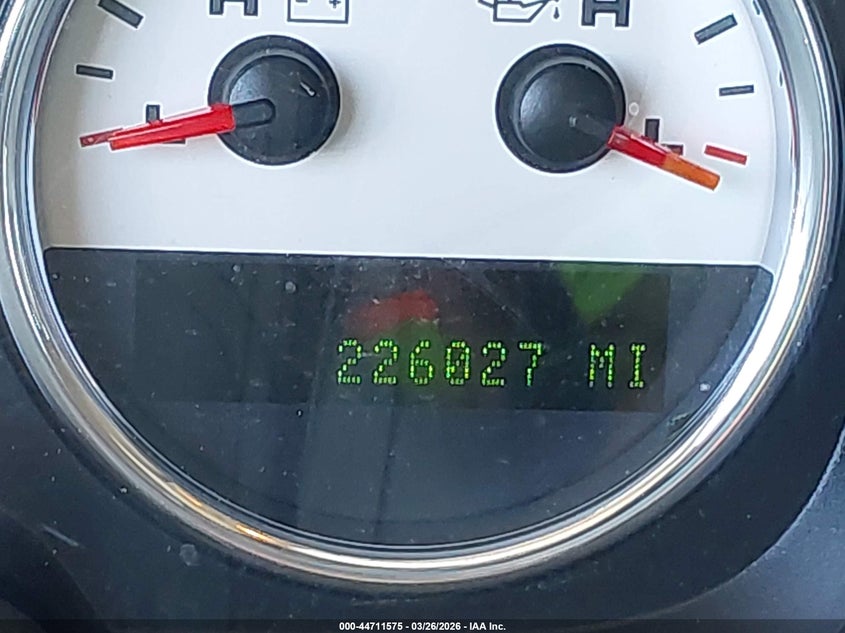 H H
L L
226027 MI
000-44711575 - 03/26/2026 - IAA Inc.